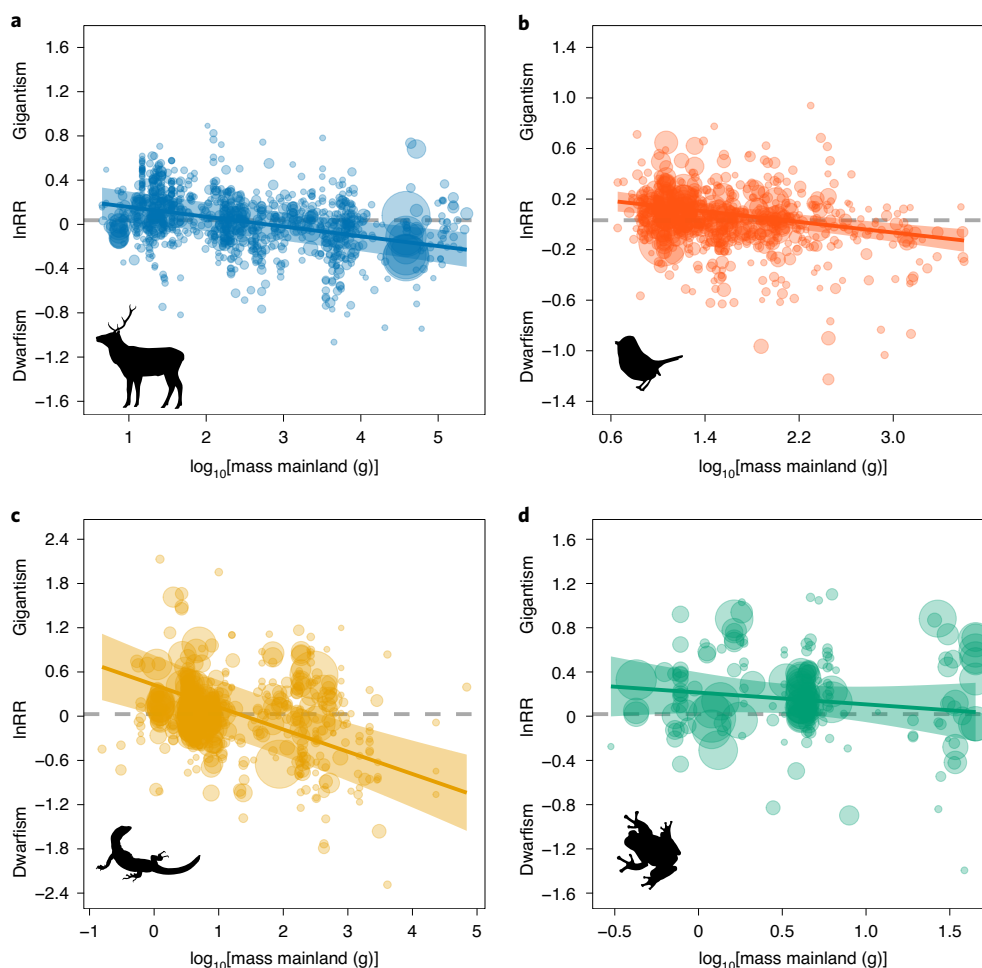 a
1.6
1.2
0.8
0.4
0
−0.4
−0.8
−1.2
−1.6
Gigantism
lnRR
Dwarfism
1
2
3
4
5
log10[mass mainland (g)]
b
1.4
1.0
0.6
0.2
−0.2
−0.6
−1.0
−1.4
Gigantism
lnRR
Dwarfism
0.6
1.4
2.2
3.0
log10[mass mainland (g)]
c
2.4
1.8
1.2
0.6
0
−0.6
−1.2
−1.8
−2.4
Gigantism
lnRR
Dwarfism
−1
0
1
2
3
4
5
log10[mass mainland (g)]
d
1.6
1.2
0.8
0.4
0
−0.4
−0.8
−1.2
−1.6
Gigantism
lnRR
Dwarfism
−0.5
0
0.5
1.0
1.5
log10[mass mainland (g)]